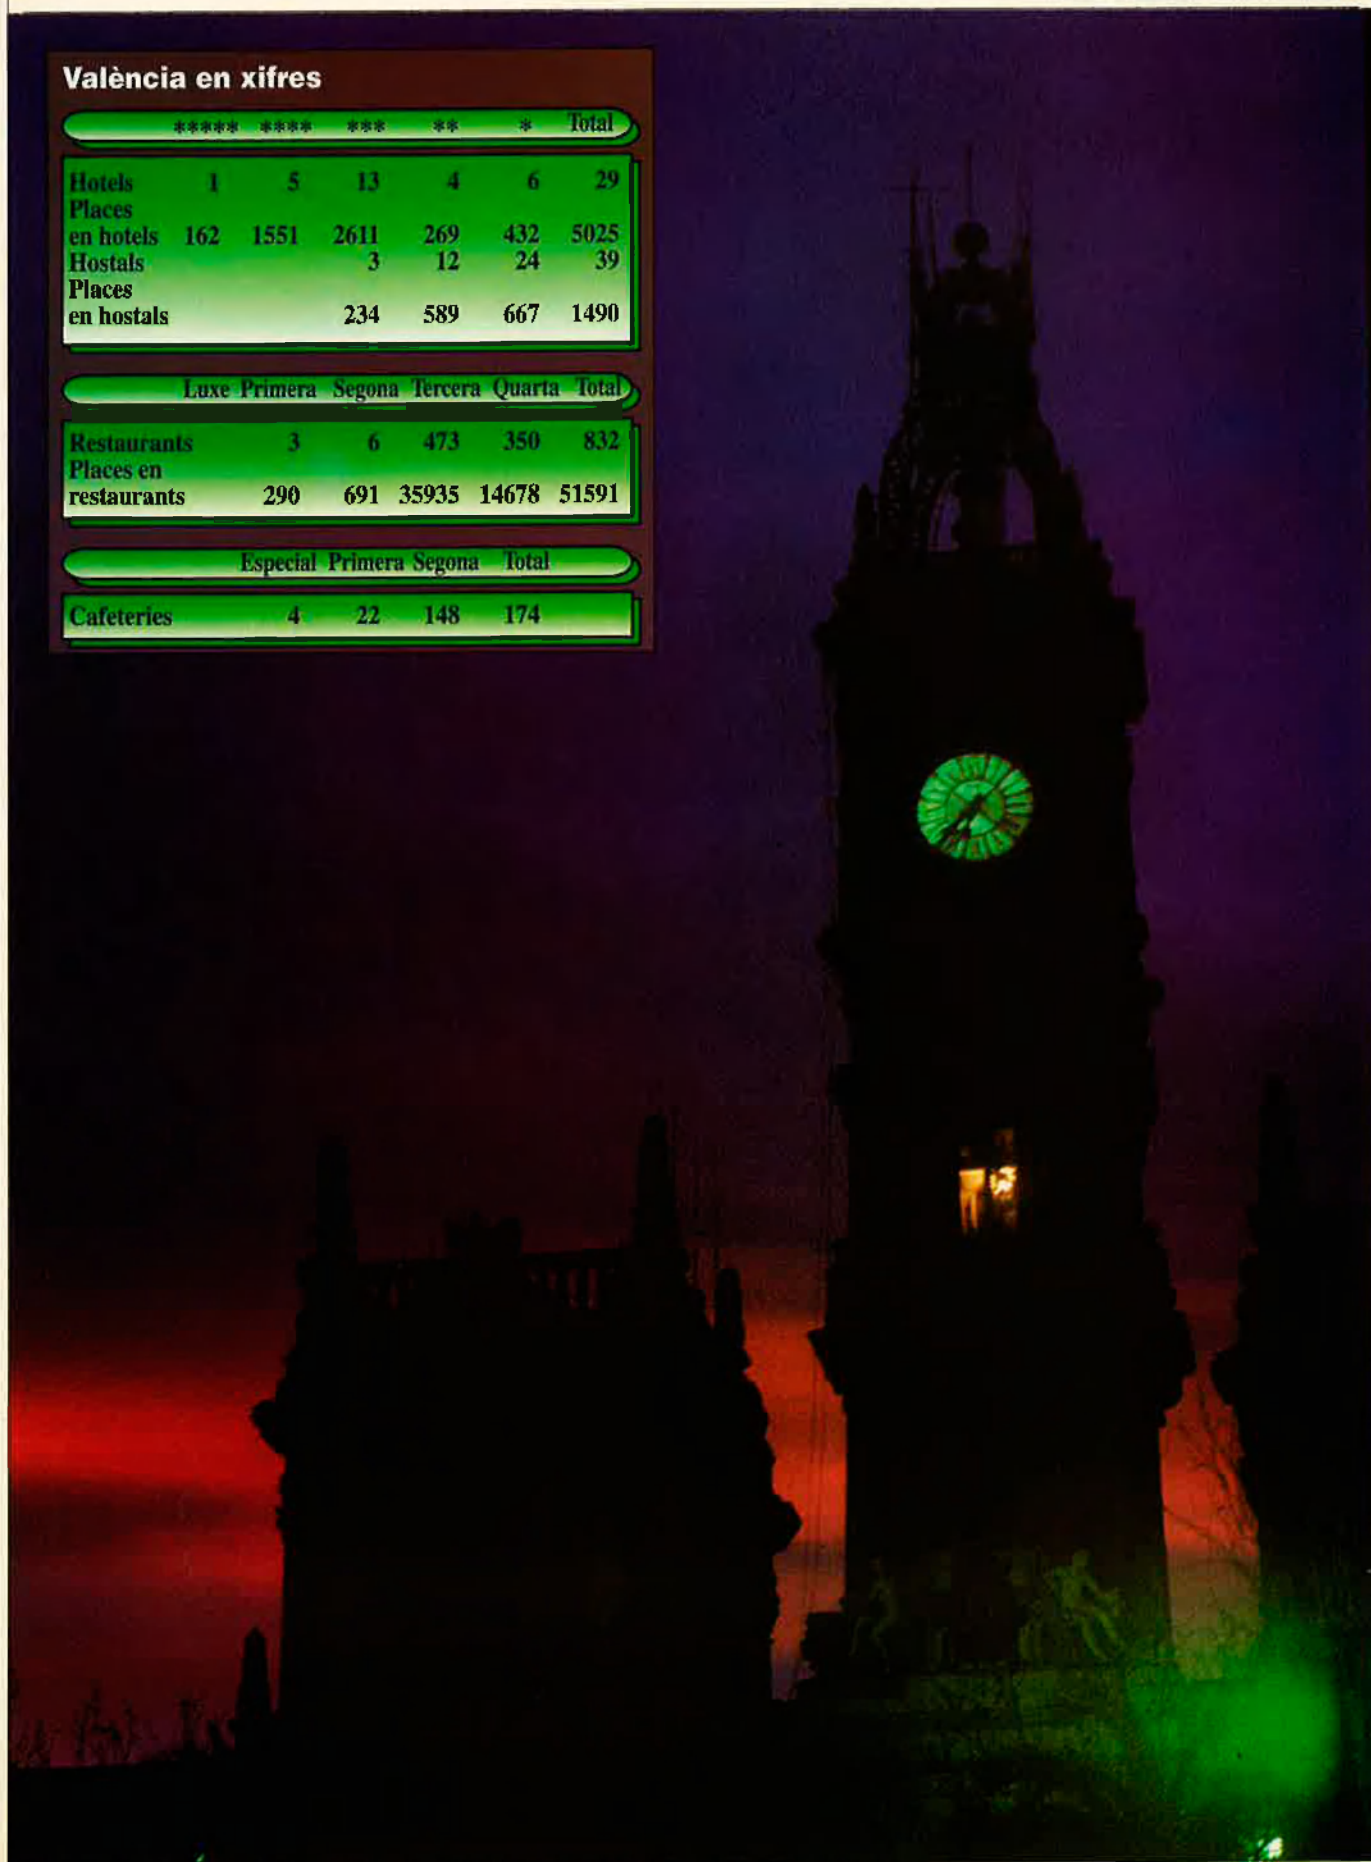 València en xifres
***** **** *** ** * Total
Hotels 1 5 13 4 6 29
Places
en hotels 162 1551 2611 269 432 5025
Hostals 3 12 24 39
Places
en hostals 234 589 667 1490
Luxe Primera Segona Tercera Quarta Total
Restaurants 3 6 473 350 832
Places en
restaurants 290 691 35935 14678 51591
Especial Primera Segona Total
Cafeteries 4 22 148 174